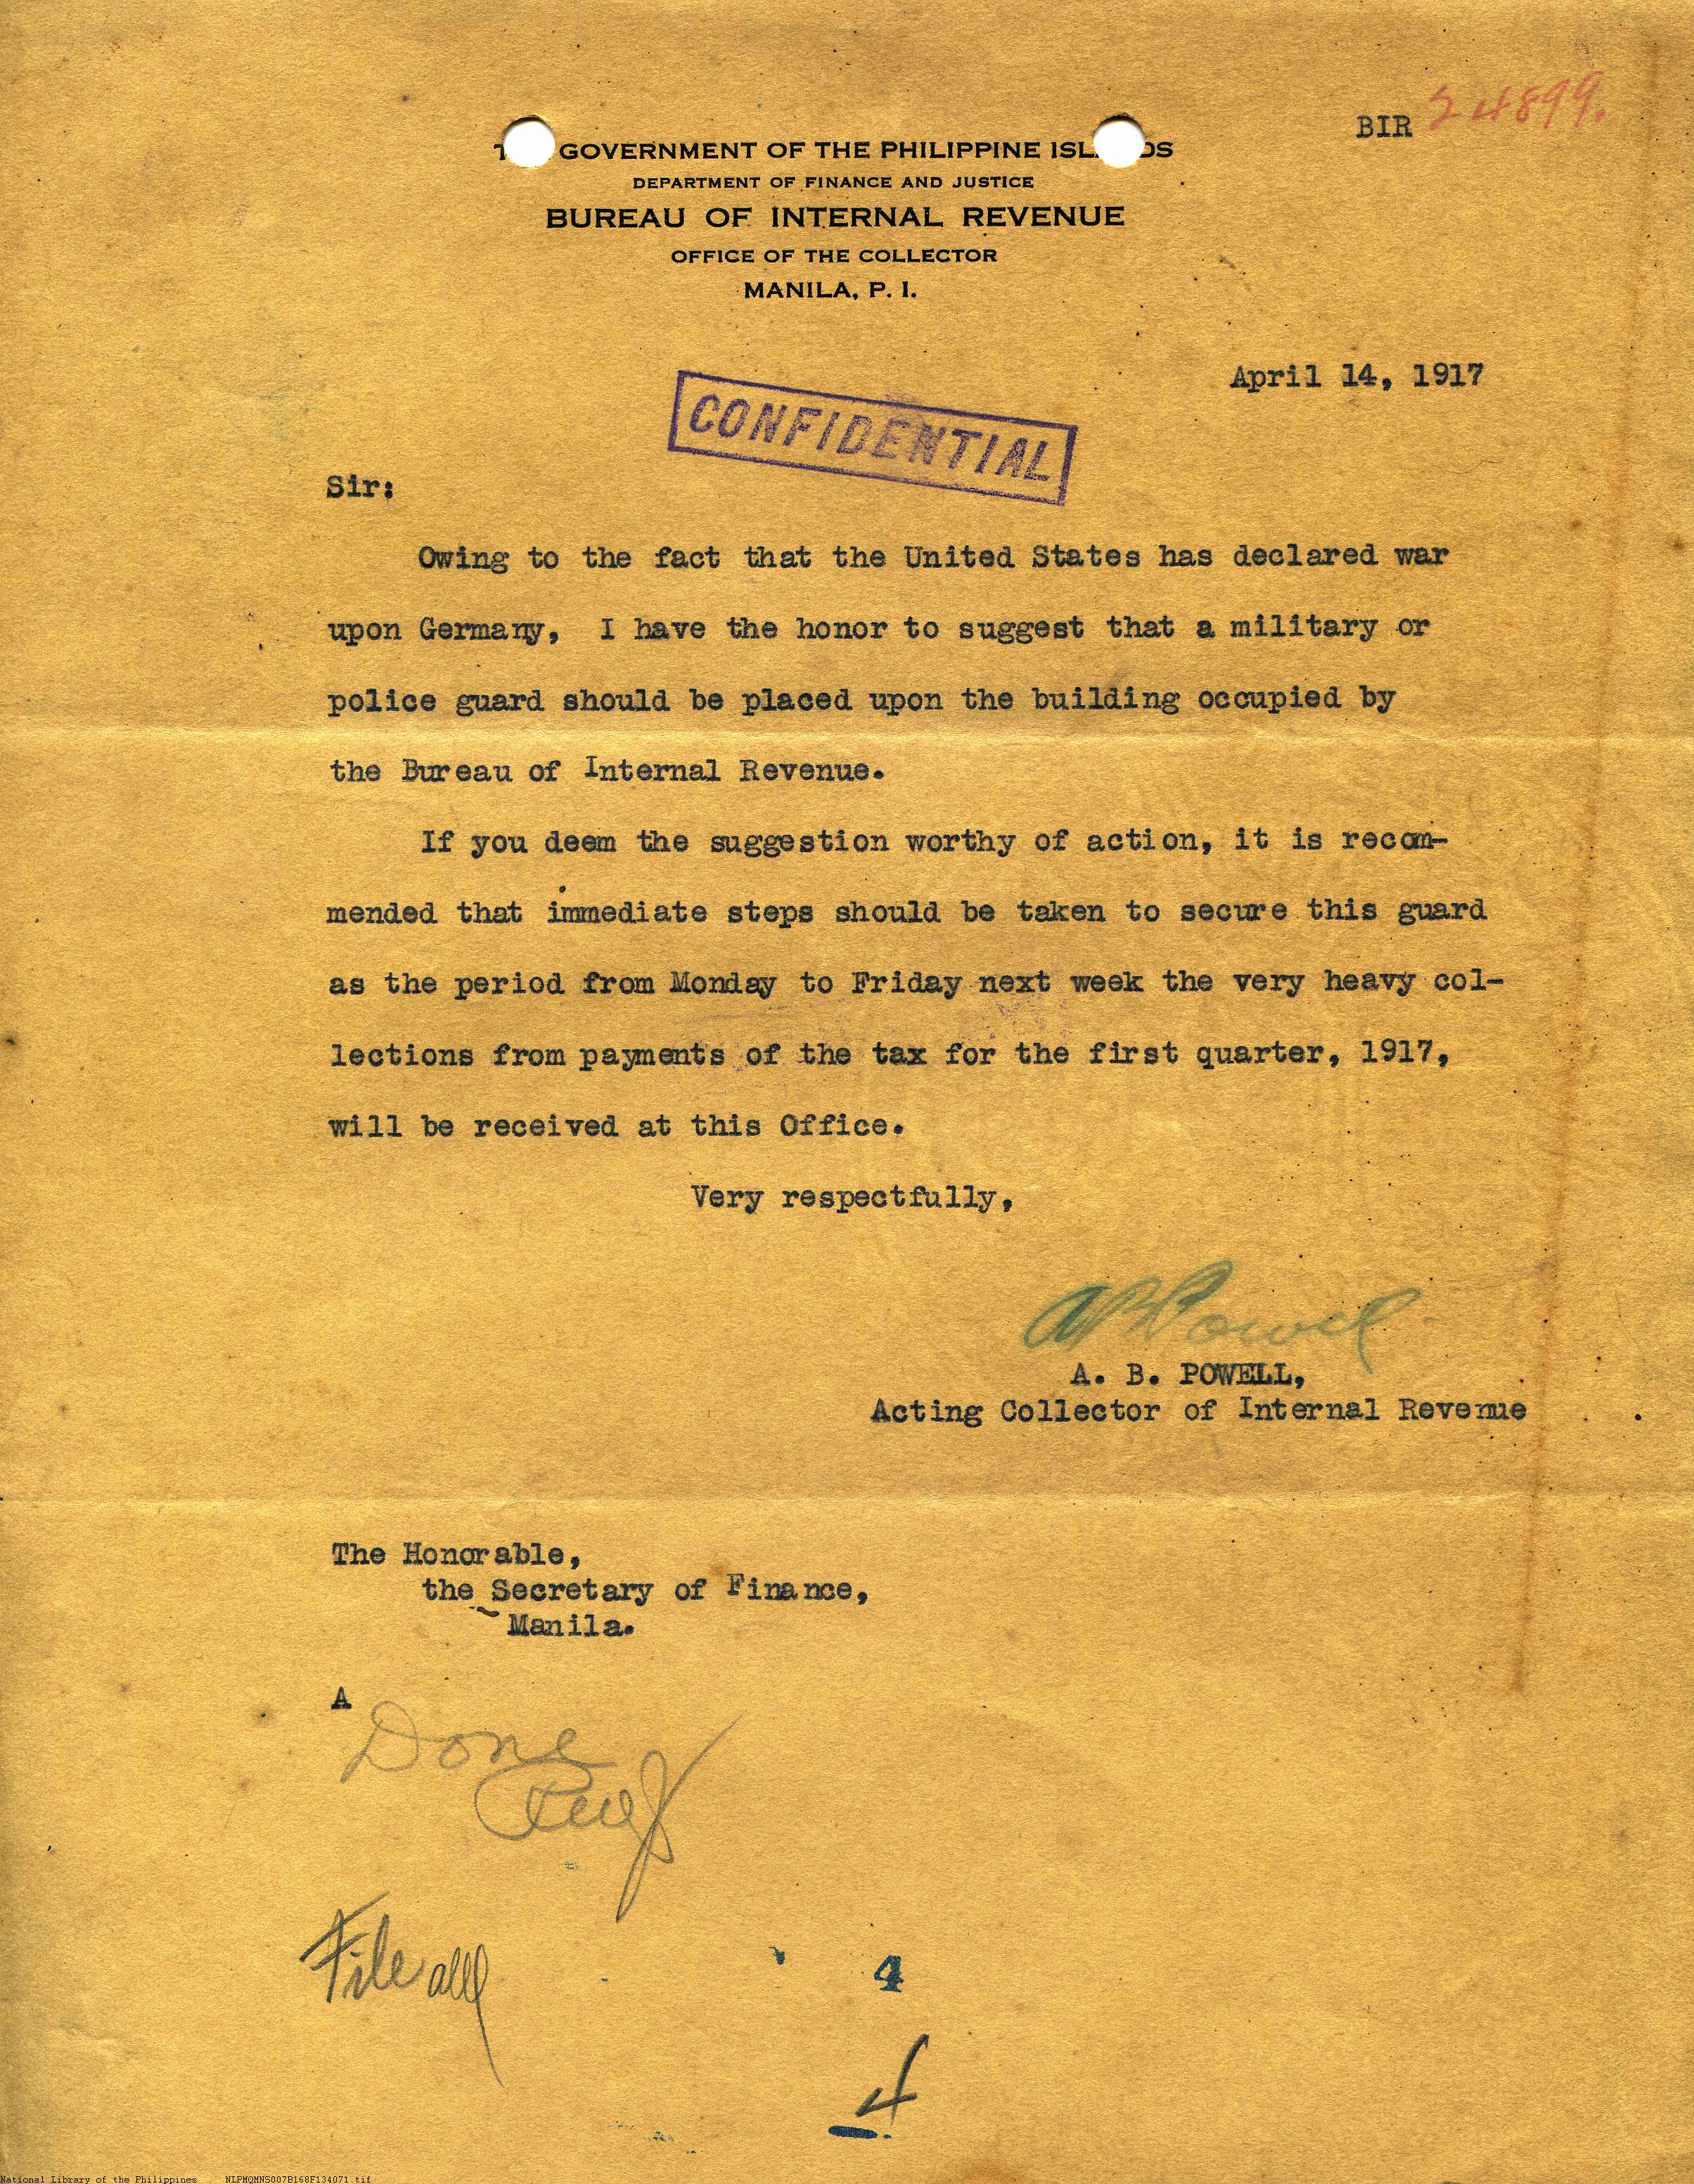 BIR 24899.
GOVERNMENT OF THE PHILIPPINE ISL DS
DEPARTMENT OF FINANCE AND JUSTICE
BUREAU OF INTERNAL REVENUE
OFFICE OF THE COLLECTOR
MANILA, P. I.
April 14, 1917
CONFIDENTIAL
Sir:
Owing to the fact that the United States has declared war
upon Germany, I have the honor to suggest that a military or
police guard should be placed upon the building occupied by
the Bureau of Internal Revenue.
If you deem the suggestion worthy of action, it is recom-
mended that immediate steps should be taken to secure this guard
as the period from Monday to Friday next week the very heavy col-
lections from payments of the tax for the first quarter, 1917,
will be received at this Office.
Very respectfully,
A B Powell
A. B. POWELL,
Acting Collector of Internal Revenue
The Honorable,
the Secretary of Finance,
Manila.
A
Done
File all
4
4
National Library of the Philippines NLPMQMNS007B168F134071.tif